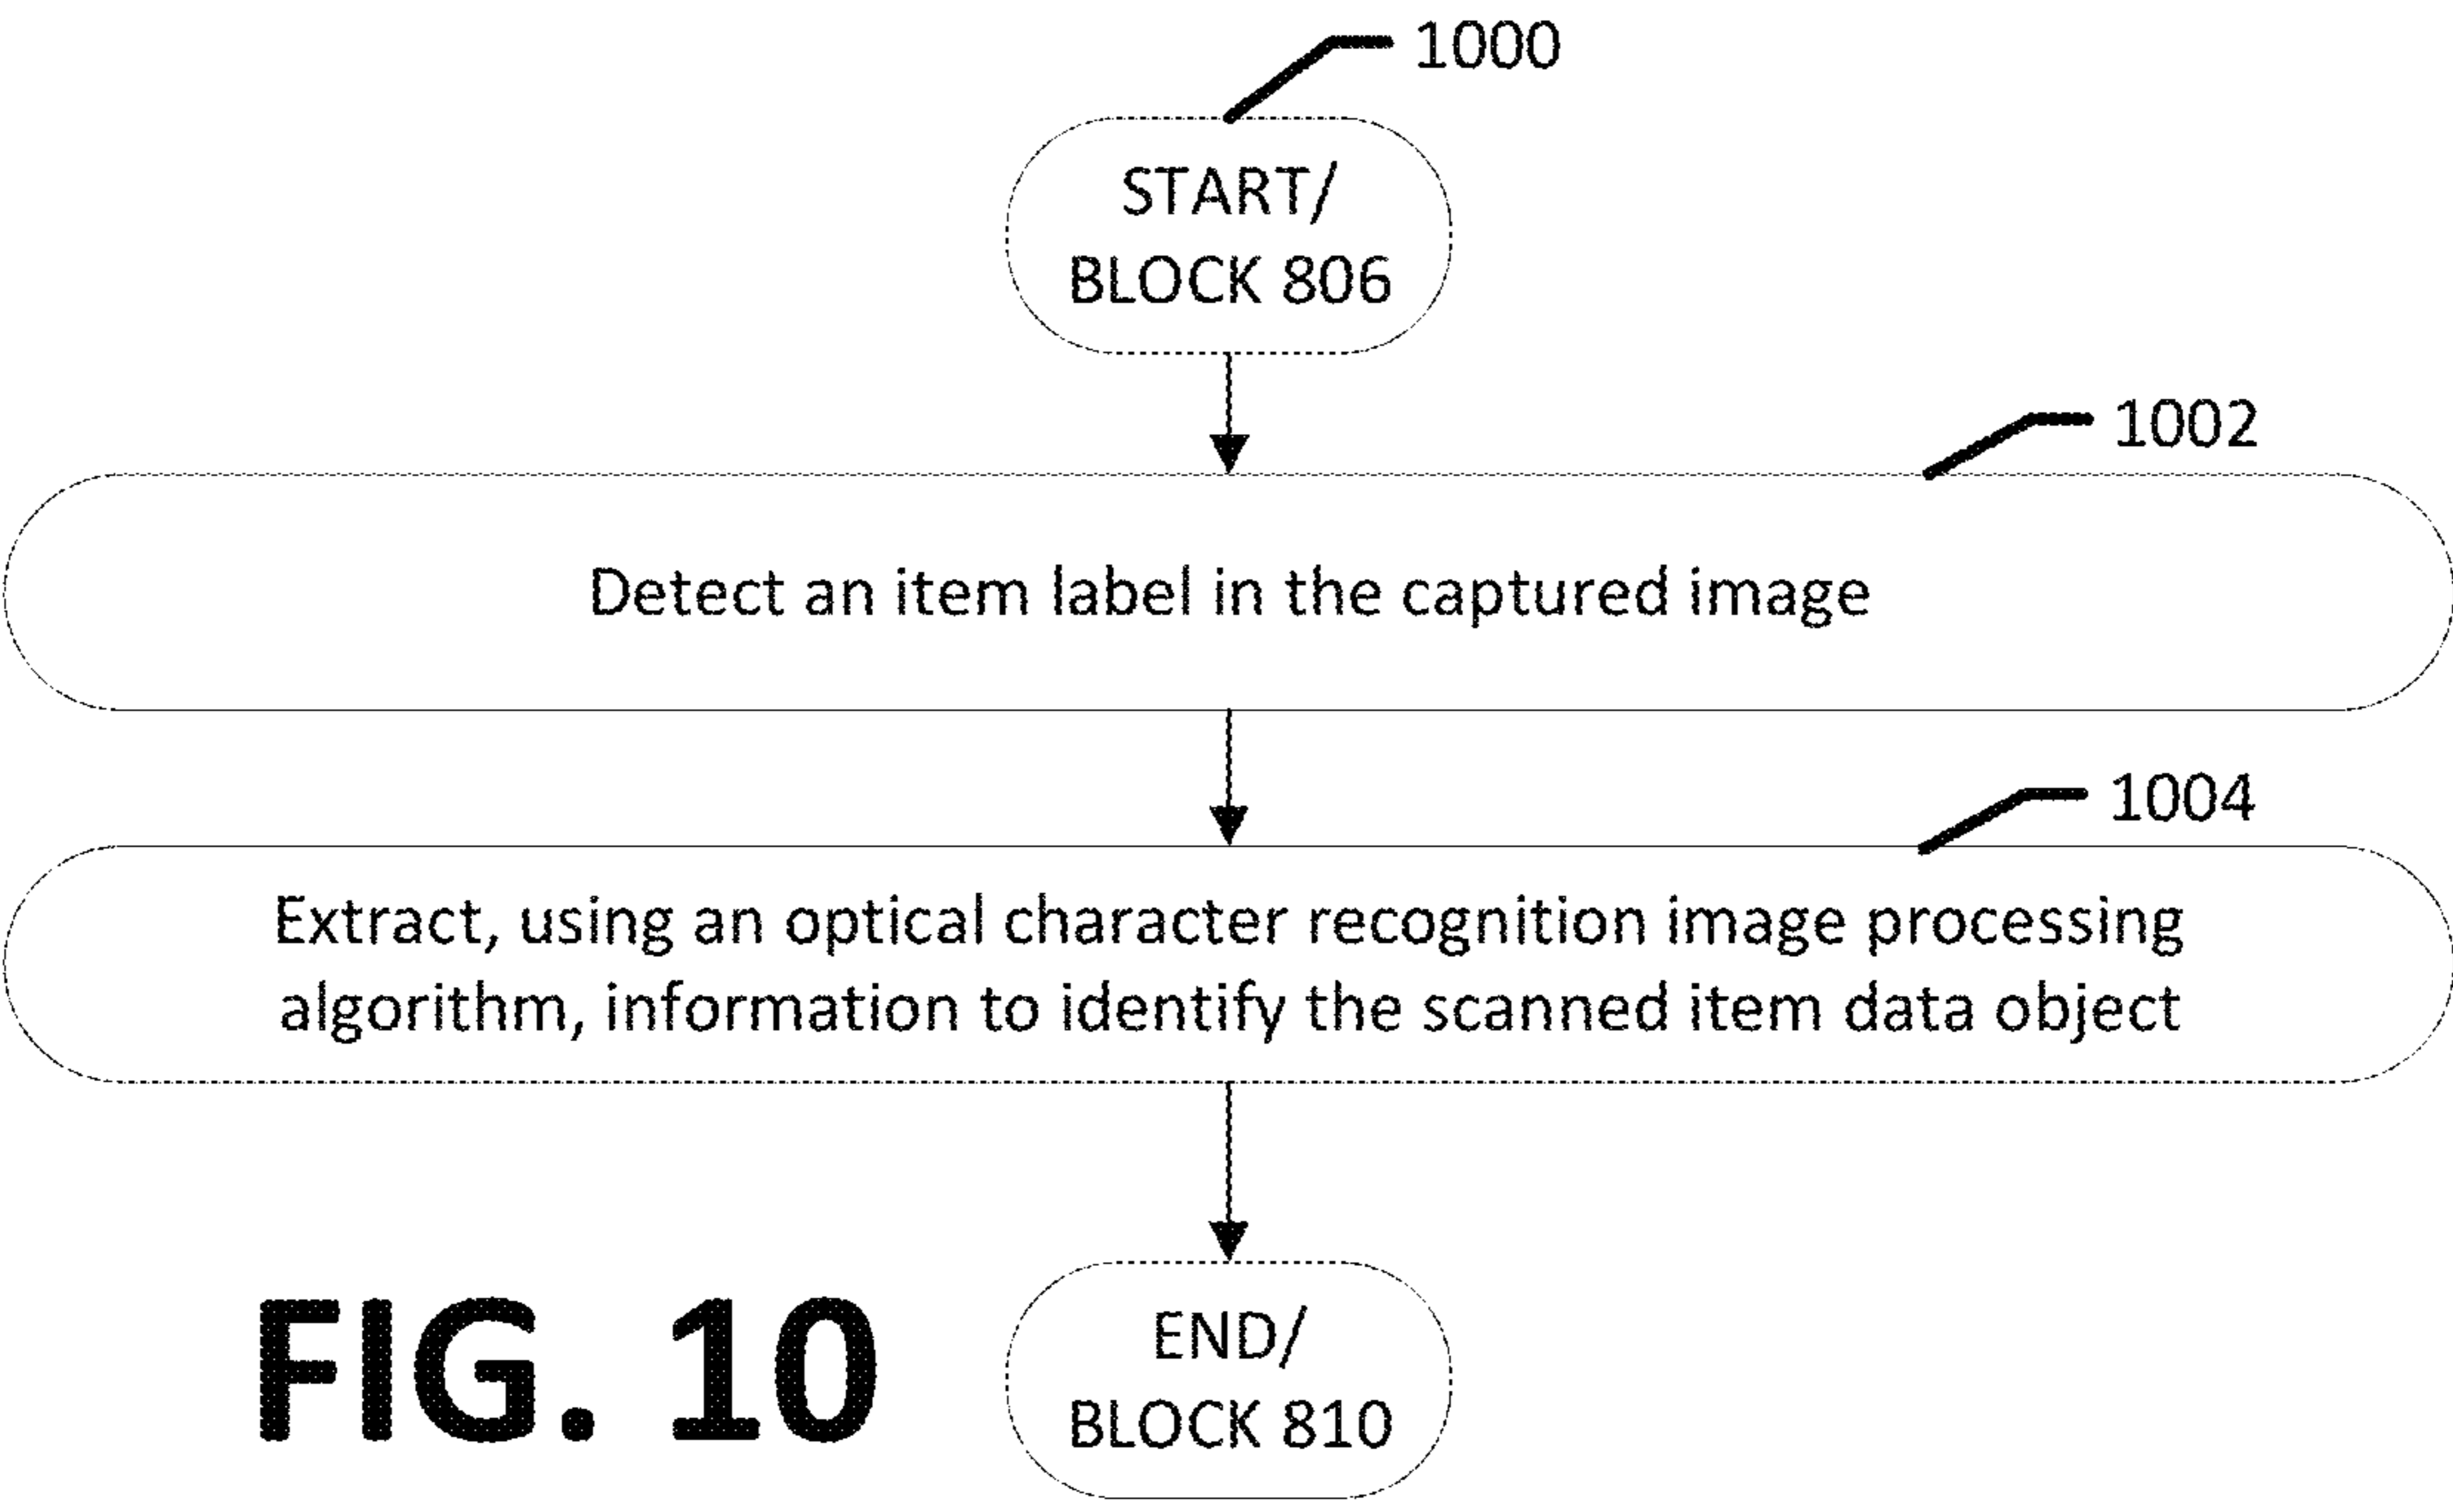 1000
START/
BLOCK 806
1002
Detect an item label in the captured image
1004
Extract, using an optical character recognition image processing
algorithm, information to identify the scanned item data object
END/
BLOCK 810
FIG. 10